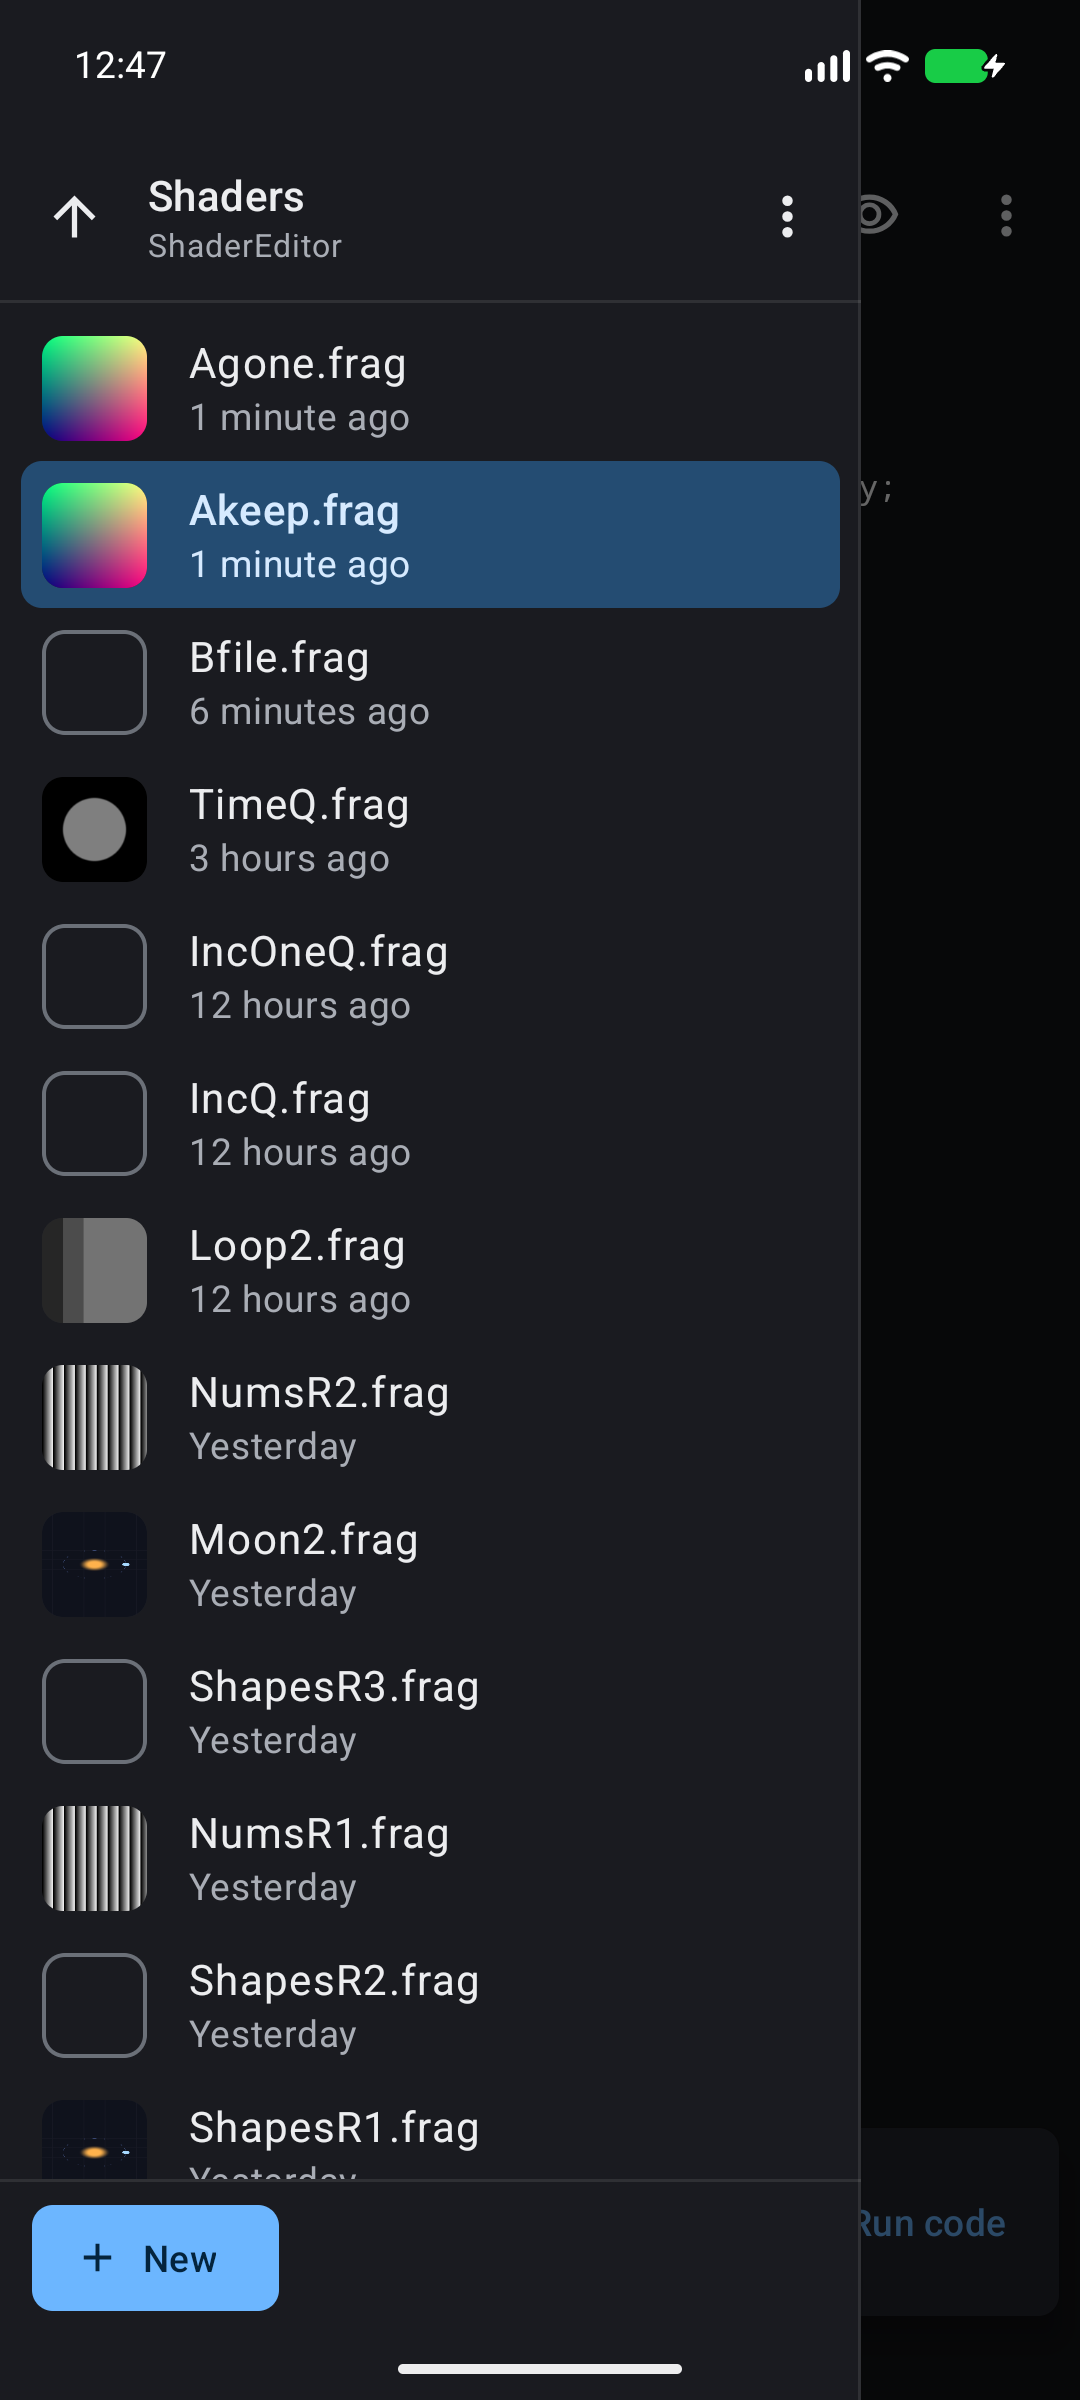 12:47
Shaders
ShaderEditor
Agone.frag
1 minute ago
y;
Akeep.frag
1 minute ago
Bfile.frag
6 minutes ago
TimeQ.frag
3 hours ago
IncOneQ.frag
12 hours ago
IncQ.frag
12 hours ago
Loop2.frag
12 hours ago
NumsR2.frag
Yesterday
Moon2.frag
Yesterday
ShapesR3.frag
Yesterday
NumsR1.frag
Yesterday
ShapesR2.frag
Yesterday
ShapesR1.frag
Yesterday
Run code
New